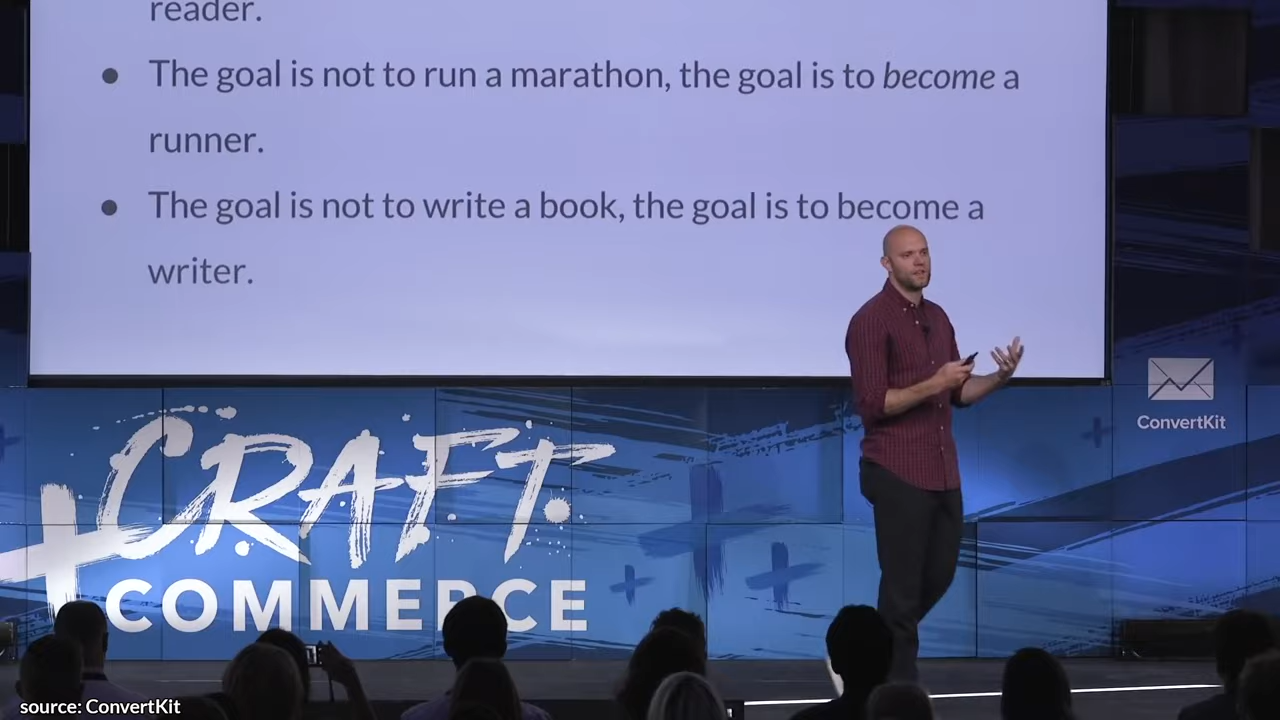 reader.
● The goal is not to run a marathon, the goal is to become a
runner.
● The goal is not to write a book, the goal is to become a
writer.
ConvertKit
CRAFT
+ COMMERCE
source: ConvertKit